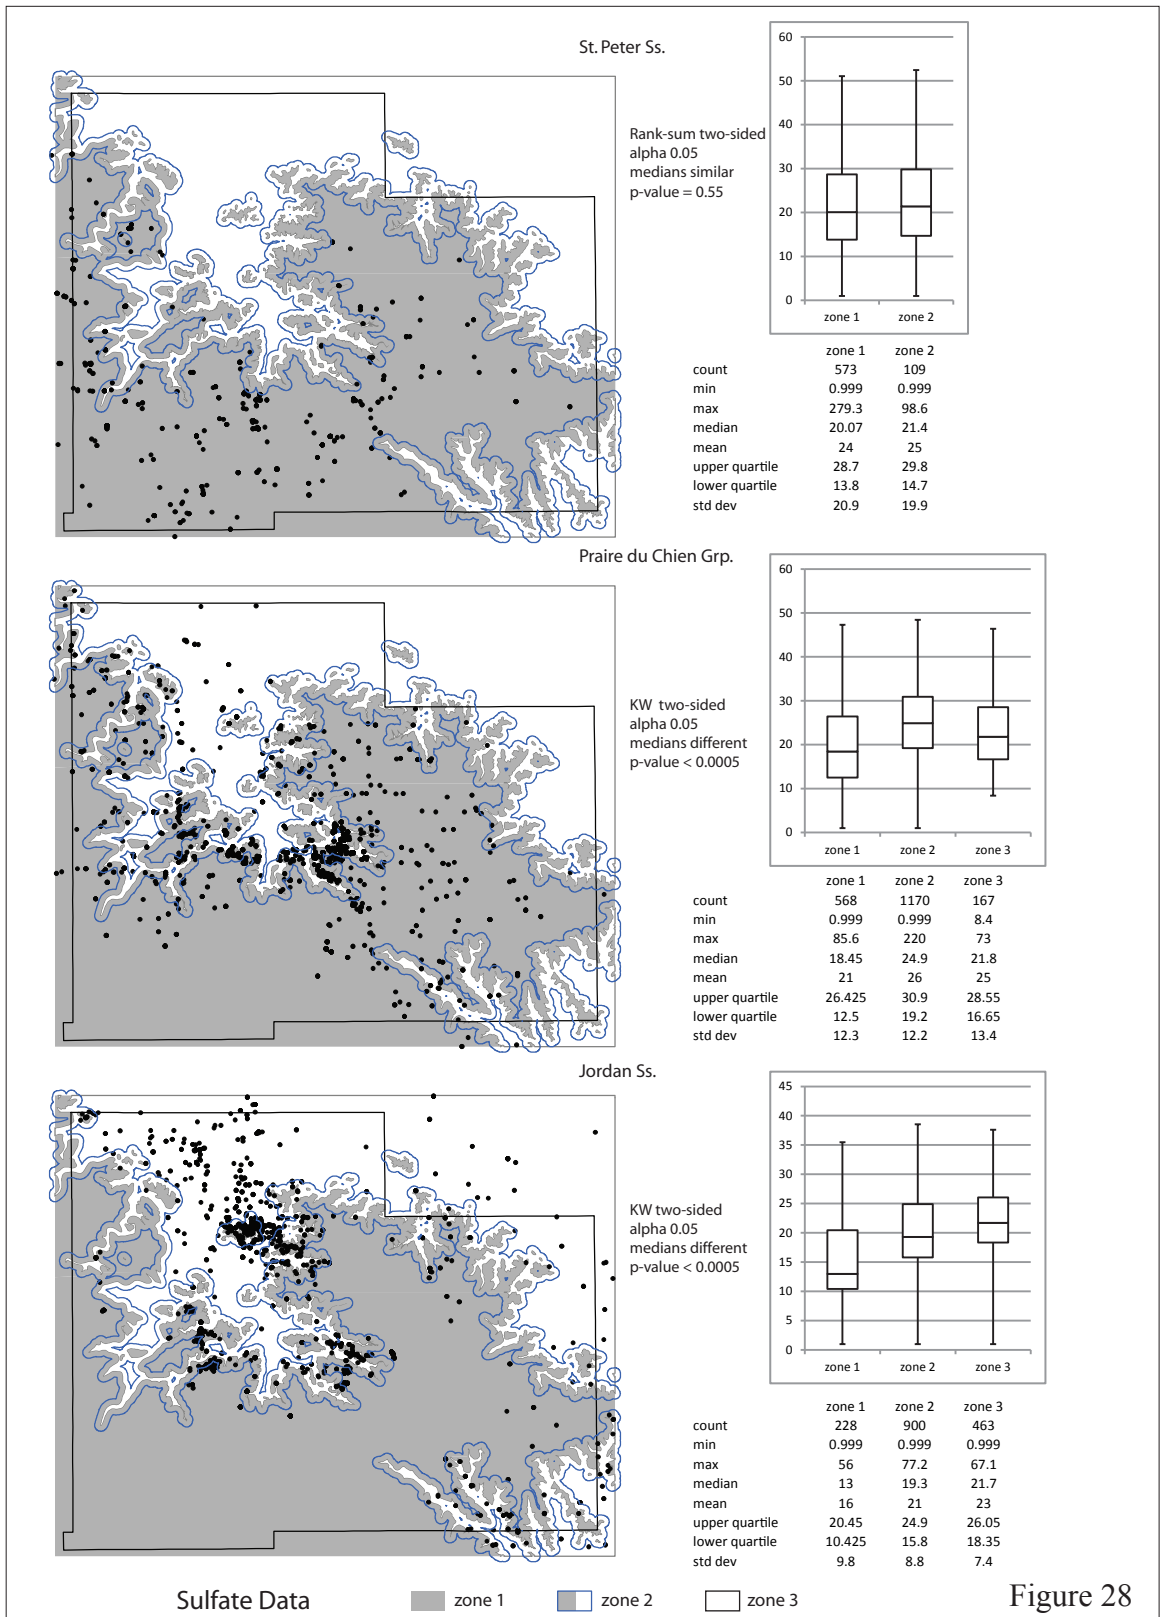 St. Peter Ss.
Rank-sum two-sided
alpha 0.05
medians similar
p-value = 0.55
60
50
40
30
20
10
0
zone 1 zone 2
zone 1 zone 2
count 573 109
min 0.999 0.999
max 279.3 98.6
median 20.07 21.4
mean 24 25
upper quartile 28.7 29.8
lower quartile 13.8 14.7
std dev 20.9 19.9
Praire du Chien Grp.
KW two-sided
alpha 0.05
medians different
p-value < 0.0005
60
50
40
30
20
10
0
zone 1 zone 2 zone 3
zone 1 zone 2 zone 3
count 568 1170 167
min 0.999 0.999 8.4
max 85.6 220 73
median 18.45 24.9 21.8
mean 21 26 25
upper quartile 26.425 30.9 28.55
lower quartile 12.5 19.2 16.65
std dev 12.3 12.2 13.4
Jordan Ss.
KW two-sided
alpha 0.05
medians different
p-value < 0.0005
45
40
35
30
25
20
15
10
5
0
zone 1 zone 2 zone 3
zone 1 zone 2 zone 3
count 228 900 463
min 0.999 0.999 0.999
max 56 77.2 67.1
median 13 19.3 21.7
mean 16 21 23
upper quartile 20.45 24.9 26.05
lower quartile 10.425 15.8 18.35
std dev 9.8 8.8 7.4
Sulfate Data zone 1 zone 2 zone 3 Figure 28